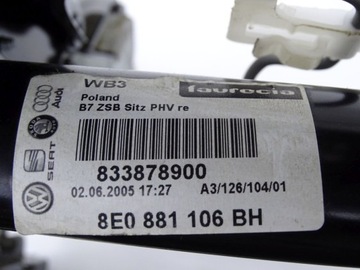 WB3
faurecia
Poland
B7 ZSB Sitz PHV re
Audi
SEAT
833878900
02.06.2005 17:27 A3/126/104/01
8E0 881 106 BH